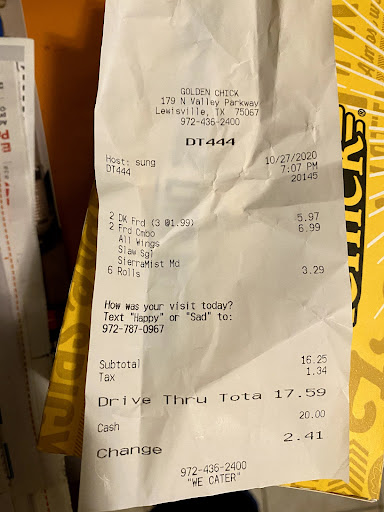 GOLDEN CHICK
179 N Valley Parkway
Lewisville, TX 75067
972-436-2400
DT444
Host: sung 10/27/2020
DT444 7:07 PM
20145
2 DK Frd (3 @1.99) 5.97
2 Frd Cmbo 6.99
All Wings
Slaw Sgl
SierraMist Md
6 Rolls 3.29
How was your visit today?
Text "Happy" or "Sad" to:
972-787-0967
Subtotal 16.25
Tax 1.34
Drive Thru Tota 17.59
Cash 20.00
Change 2.41
972-436-2400
"WE CATER"
CHICK®